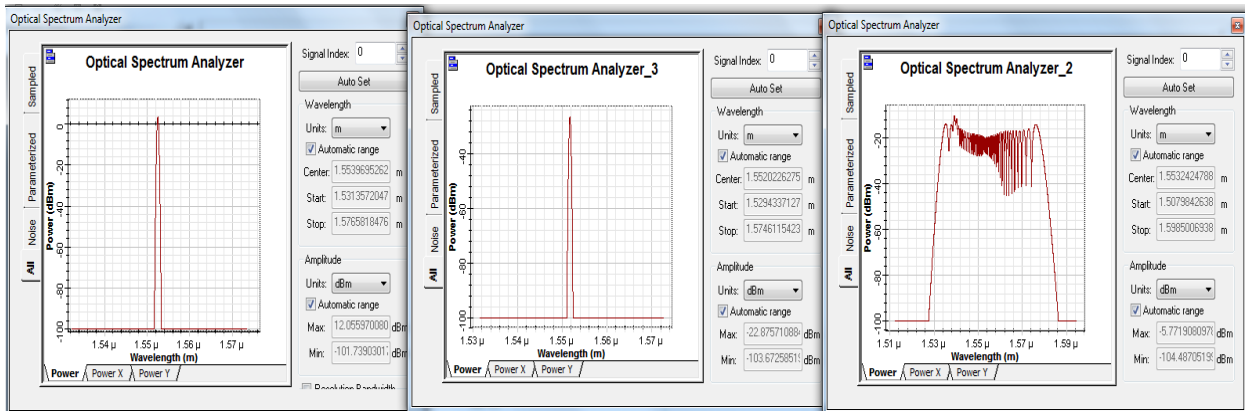 Optical Spectrum Analyzer
Optical Spectrum Analyzer
Sampled
Parameterized
Noise
All
Power (dBm)
0
-20
-40
-60
-80
-100
1.54 µ
1.55 µ
1.57 µ
Wavelength (m)
Power
Power X
Power Y
Signal Index: 0
Auto Set
Wavelength
Units: m
Automatic range
Center: 1.5539695262 m
Start: 1.5313572047 m
Stop: 1.5765818476 m
Amplitude
Units: dBm
Automatic range
Max: 12.055970080 dBm
Min: -101.73903017 dBm
Resolution Bandwidth
Optical Spectrum Analyzer
Optical Spectrum Analyzer_3
Sampled
Parameterized
Noise
All
Power (dBm)
-40
-60
-80
-100
1.53 µ
1.54 µ
1.55 µ
1.57 µ
Wavelength (m)
Power
Power X
Power Y
Signal Index: 0
Auto Set
Wavelength
Units: m
Automatic range
Center: 1.5520226275 m
Start: 1.5294337127 m
Stop: 1.5746115423 m
Amplitude
Units: dBm
Automatic range
Max: -22.87571088 dBm
Min: -103.67258519 dBm
Optical Spectrum Analyzer
Optical Spectrum Analyzer_2
Sampled
Parameterized
Noise
All
Power (dBm)
-20
-40
-60
-80
-100
1.51 µ
1.53 µ
1.55 µ
1.57 µ
1.59 µ
Wavelength (m)
Power
Power X
Power Y
Signal Index: 0
Auto Set
Wavelength
Units: m
Automatic range
Center: 1.5532424788 m
Start: 1.5079842638 m
Stop: 1.5985006938 m
Amplitude
Units: dBm
Automatic range
Max: -5.7719080979 dBm
Min: -104.48705195 dBm